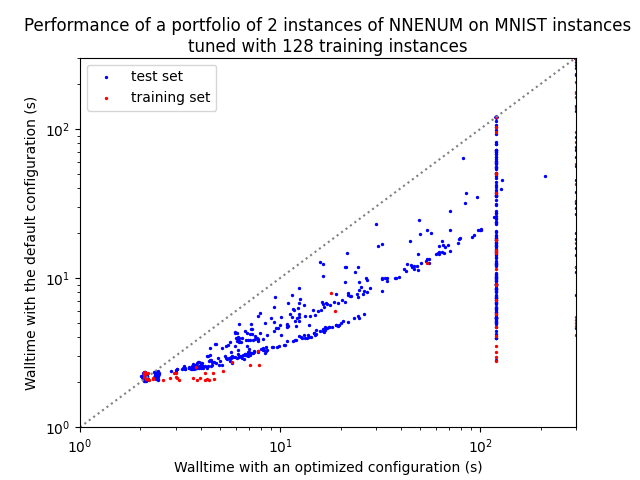 Performance of a portfolio of 2 instances of NNENUM on MNIST instances
tuned with 128 training instances
test set
training set
Walltime with the default configuration (s)
10²
10¹
10⁰
10⁰ 10¹ 10²
Walltime with an optimized configuration (s)